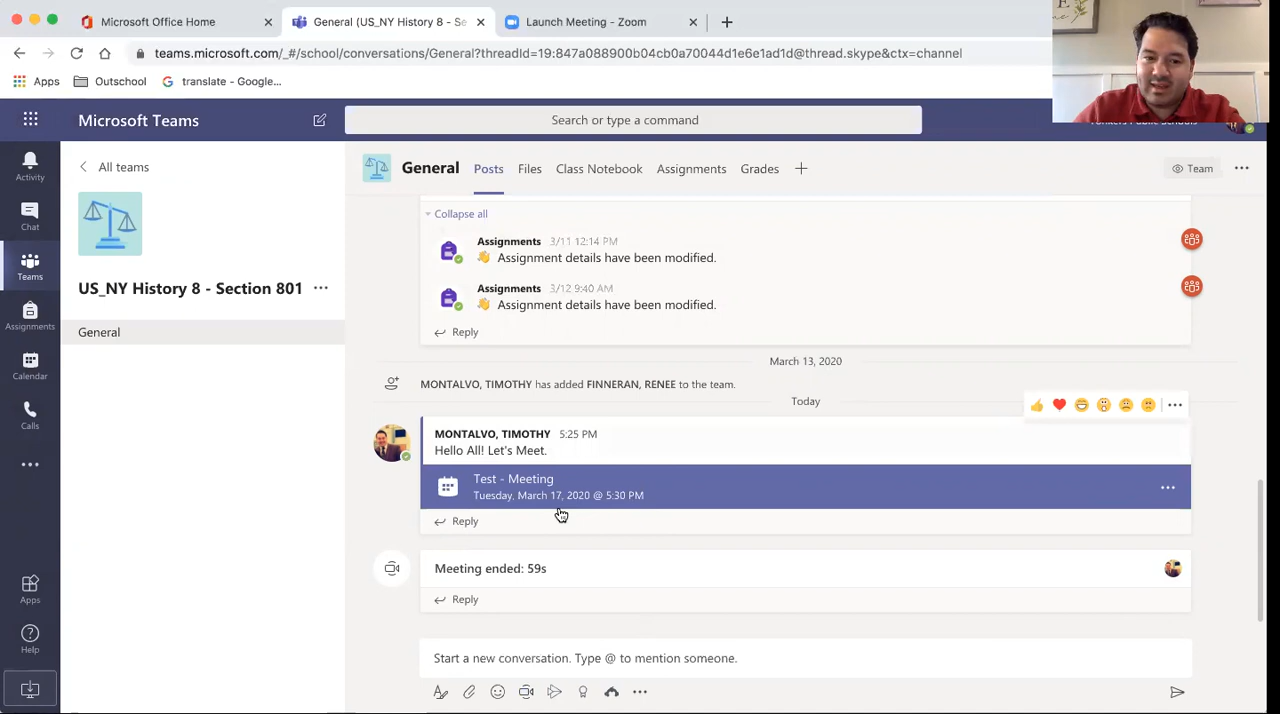 Microsoft Office Home
General (US_NY History 8 - Se
Launch Meeting - Zoom
teams.microsoft.com/_#/school/conversations/General?threadId=19:847a088900b04cb0a70044d1e6e1ad1d@thread.skype&ctx=channel
Apps
Outschool
translate - Google...
Microsoft Teams
Search or type a command
Yonkers Public Schools
Activity
Chat
Teams
Assignments
Calendar
Calls
Apps
Help
All teams
US_NY History 8 - Section 801
General
General
Posts
Files
Class Notebook
Assignments
Grades
Team
Collapse all
Assignments 3/11 12:14 PM
Assignment details have been modified.
Assignments 3/12 9:40 AM
Assignment details have been modified.
Reply
March 13, 2020
MONTALVO, TIMOTHY has added FINNERAN, RENEE to the team.
Today
MONTALVO, TIMOTHY 5:25 PM
Hello All! Let's Meet.
Test - Meeting
Tuesday, March 17, 2020 @ 5:30 PM
Reply
Meeting ended: 59s
Reply
Start a new conversation. Type @ to mention someone.